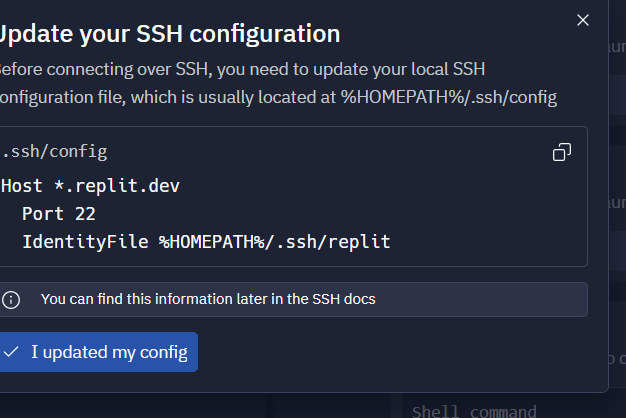 Update your SSH configuration
before connecting over SSH, you need to update your local SSH
configuration file, which is usually located at %HOMEPATH%/.ssh/config
.ssh/config
Host *.replit.dev
Port 22
IdentityFile %HOMEPATH%/.ssh/replit
You can find this information later in the SSH docs
I updated my config
Shell command